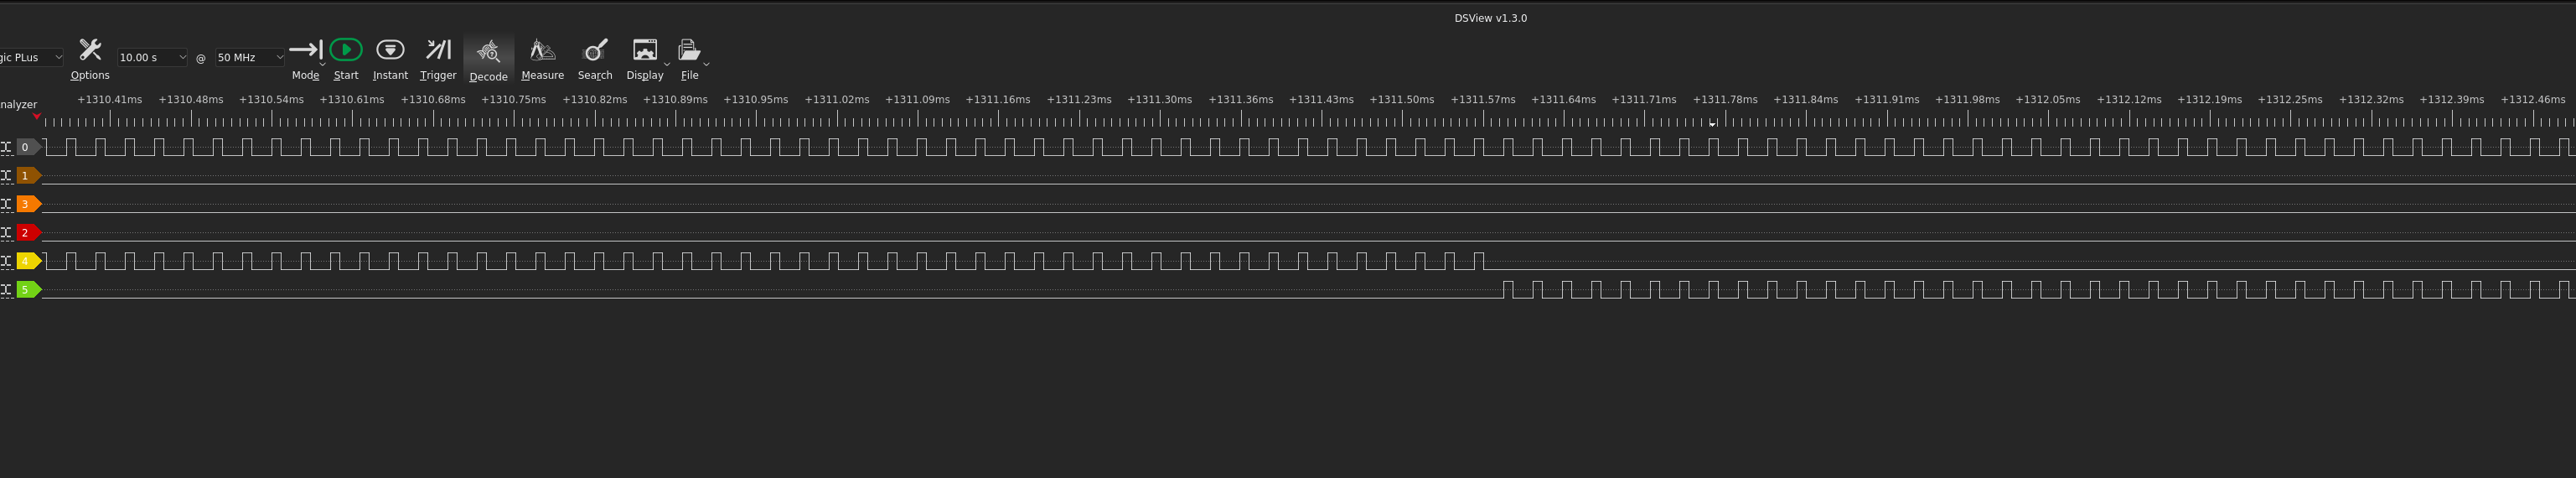 DSView v1.3.0
gic PLus 10.00 s @ 50 MHz
Options Mode Start Instant Trigger Decode Measure Search Display File
nalyzer +1310.41ms +1310.48ms +1310.54ms +1310.61ms +1310.68ms +1310.75ms +1310.82ms +1310.89ms +1310.95ms +1311.02ms +1311.09ms +1311.16ms +1311.23ms +1311.30ms +1311.36ms +1311.43ms +1311.50ms +1311.57ms +1311.64ms +1311.71ms +1311.78ms +1311.84ms +1311.91ms +1311.98ms +1312.05ms +1312.12ms +1312.19ms +1312.25ms +1312.32ms +1312.39ms +1312.46ms
0
1
3
2
4
5